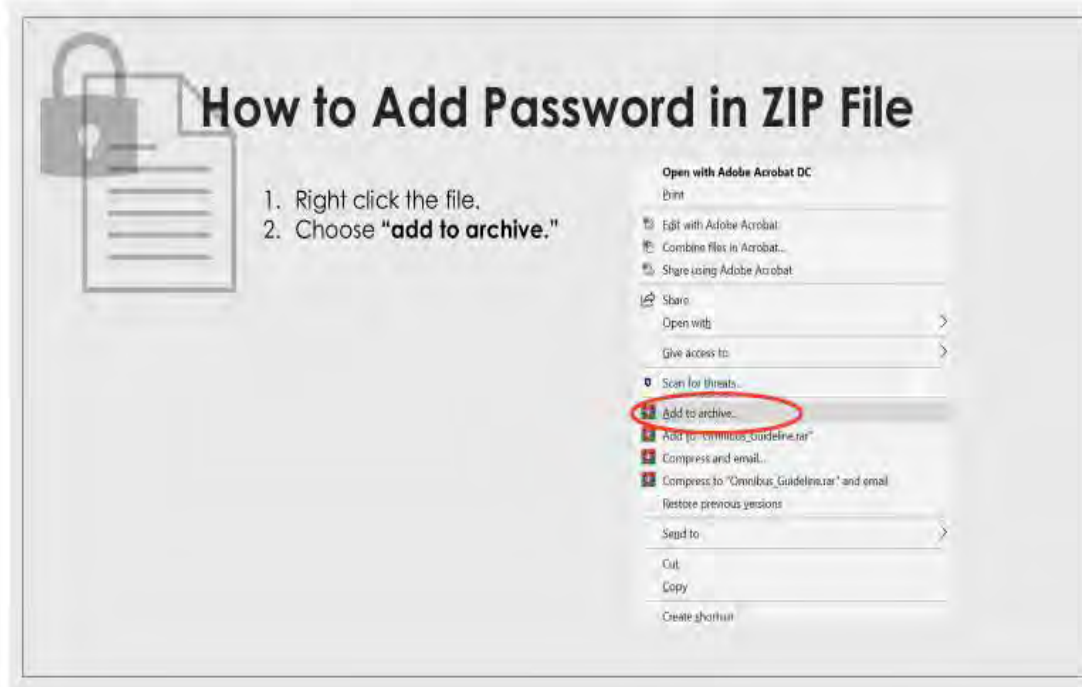 How to Add Password in ZIP File
1. Right click the file.
2. Choose “add to archive.”
Open with Adobe Acrobat DC
Print
Edit with Adobe Acrobat
Combine files in Acrobat...
Share using Adobe Acrobat
Share
Open with
Give access to
Scan for threats...
Add to archive...
Add to "Omnibus_Guideline.rar"
Compress and email...
Compress to "Omnibus_Guideline.rar" and email
Restore previous versions
Send to
Cut
Copy
Create shortcut